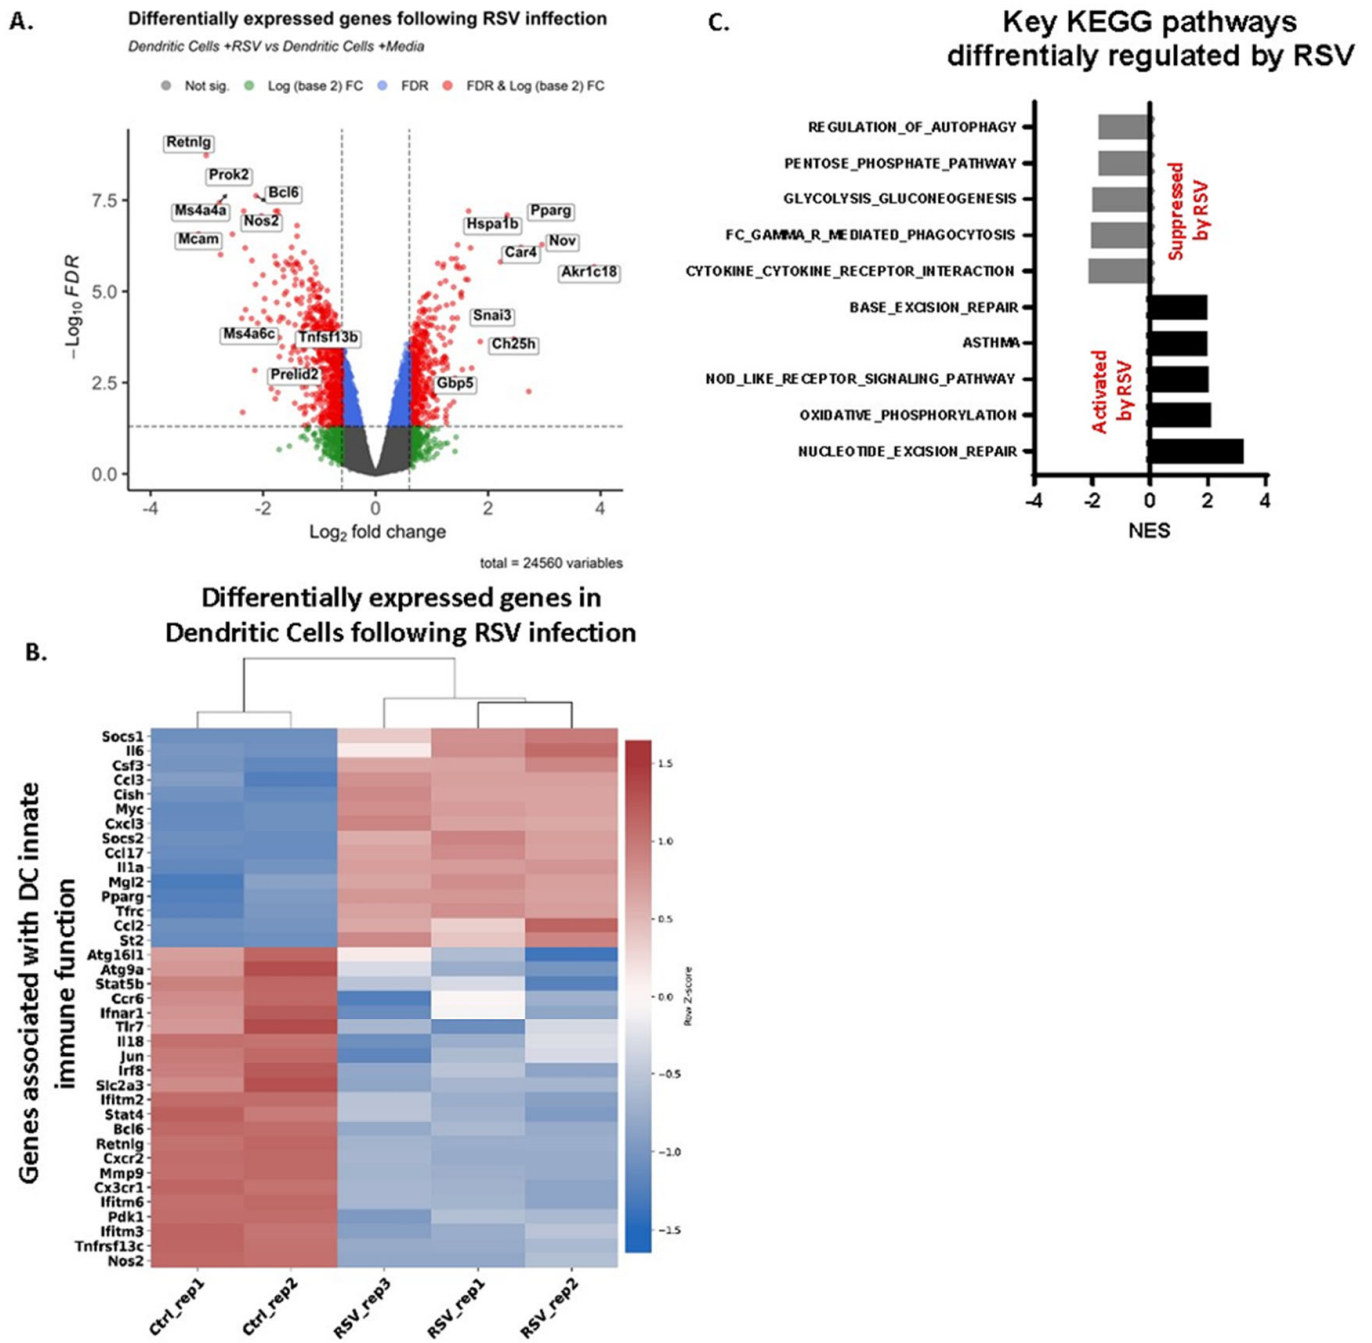 A.
Differentially expressed genes following RSV inffection
Dendritic Cells +RSV vs Dendritic Cells +Media
Not sig.
Log (base 2) FC
FDR
FDR & Log (base 2) FC
−Log10 FDR
7.5
5.0
2.5
0.0
Retnlg
Prok2
Bcl6
Ms4a4a
Nos2
Mcam
Pparg
Hspa1b
Nov
Car4
Akr1c18
Ms4a6c
Tnfsf13b
Snai3
Ch25h
Prelid2
Gbp5
-4
-2
0
2
4
Log2 fold change
total = 24560 variables
C.
Key KEGG pathways
diffrentialy regulated by RSV
REGULATION_OF_AUTOPHAGY
PENTOSE_PHOSPHATE_PATHWAY
GLYCOLYSIS_GLUCONEOGENESIS
FC_GAMMA_R_MEDIATED_PHAGOCYTOSIS
CYTOKINE_CYTOKINE_RECEPTOR_INTERACTION
BASE_EXCISION_REPAIR
ASTHMA
NOD_LIKE_RECEPTOR_SIGNALING_PATHWAY
OXIDATIVE_PHOSPHORYLATION
NUCLEOTIDE_EXCISION_REPAIR
Suppressed
by RSV
Activated
by RSV
-4
-2
0
2
4
NES
Differentially expressed genes in
Dendritic Cells following RSV infection
B.
Genes associated with DC innate
immune function
Socs1
Il6
Csf3
Ccl3
Cish
Myc
Cxcl3
Socs2
Ccl17
Il1a
Mgl2
Pparg
Tfrc
Ccl2
St2
Atg16l1
Atg9a
Stat5b
Ccr6
Ifnar1
Tlr7
Il18
Jun
Irf8
Slc2a3
Ifitm2
Stat4
Bcl6
Retnlg
Cxcr2
Mmp9
Cx3cr1
Ifitm6
Pdk1
Ifitm3
Tnfrsf13c
Nos2
Ctrl_rep1
Ctrl_rep2
RSV_rep3
RSV_rep1
RSV_rep2
1.5
1.0
0.5
0.0
−0.5
−1.0
−1.5
Row Z-score